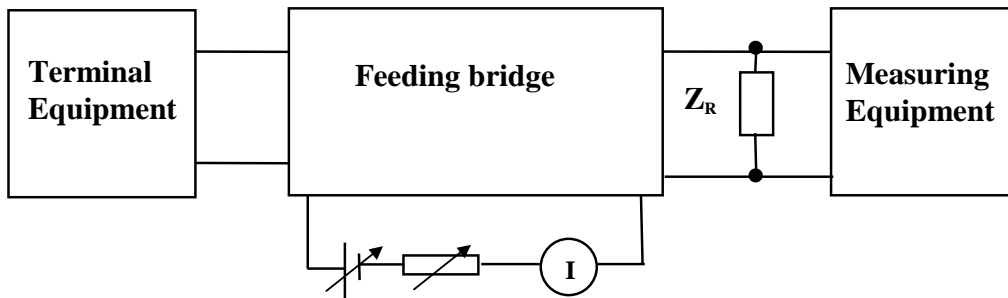 Terminal
Equipment
Feeding bridge
Z_R
Measuring
Equipment
I